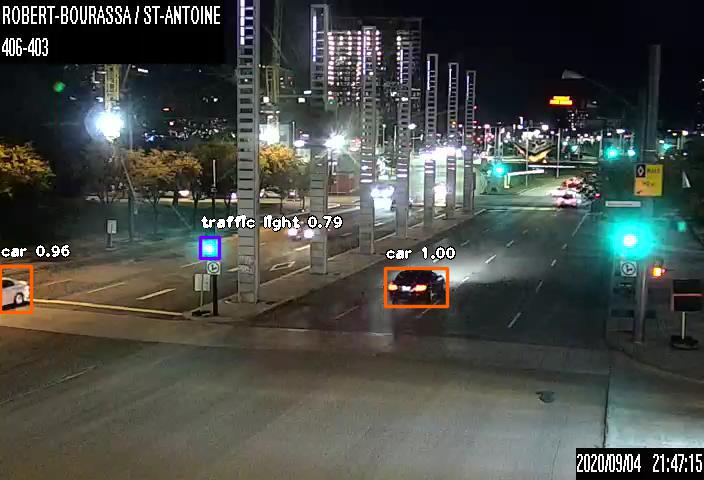 ROBERT-BOURASSA / ST-ANTOINE
406-403
traffic light 0.79
car 0.96
car 1.00
2020/09/04 21:47:15